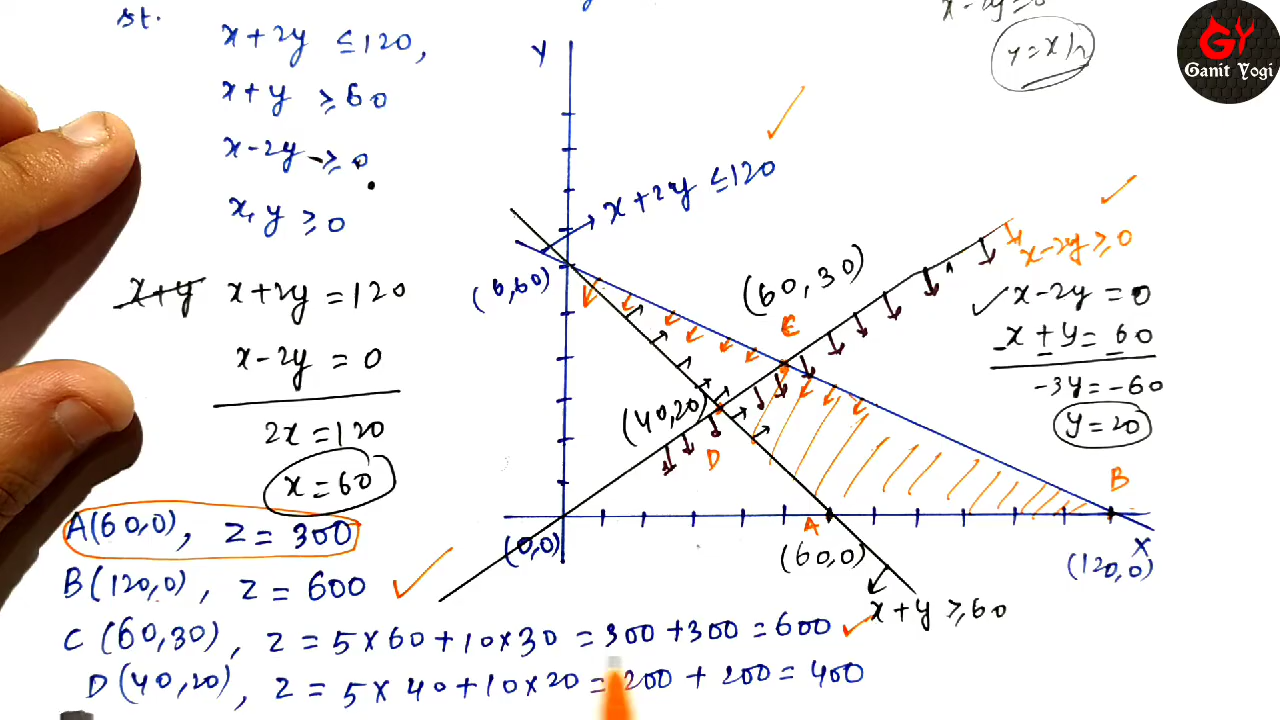 st.
x + 2y ≤ 120,
x + y ≥ 60
x - 2y ≥ 0
x, y ≥ 0
x+y x + 2y = 120
x - 2y = 0
2x = 120
x = 60
A(60,0), Z = 300
B(120,0), Z = 600
C(60,30), Z = 5×60+10×30 = 300+300 = 600
D(40,20), Z = 5×40+10×20 = 200+200 = 400
Y
x + 2y ≤ 120
(0,60)
(60,30)
C
(40,20)
D
(0,0)
A
(60,0)
B
(120,0)
X
x + y ≥ 60
x - 2y ≥ 0
x - 2y = 0
x + y = 60
-3y = -60
y = 20
GY
Ganit Yogi